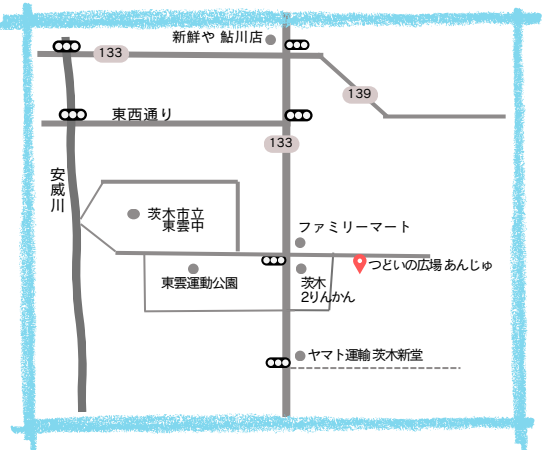 新鮮や 鮎川店
133
139
東西通り
133
安威川
茨木市立
東雲中
ファミリーマート
つどいの広場 あんじゅ
東雲運動公園
茨木
2りんかん
ヤマト運輸 茨木新堂